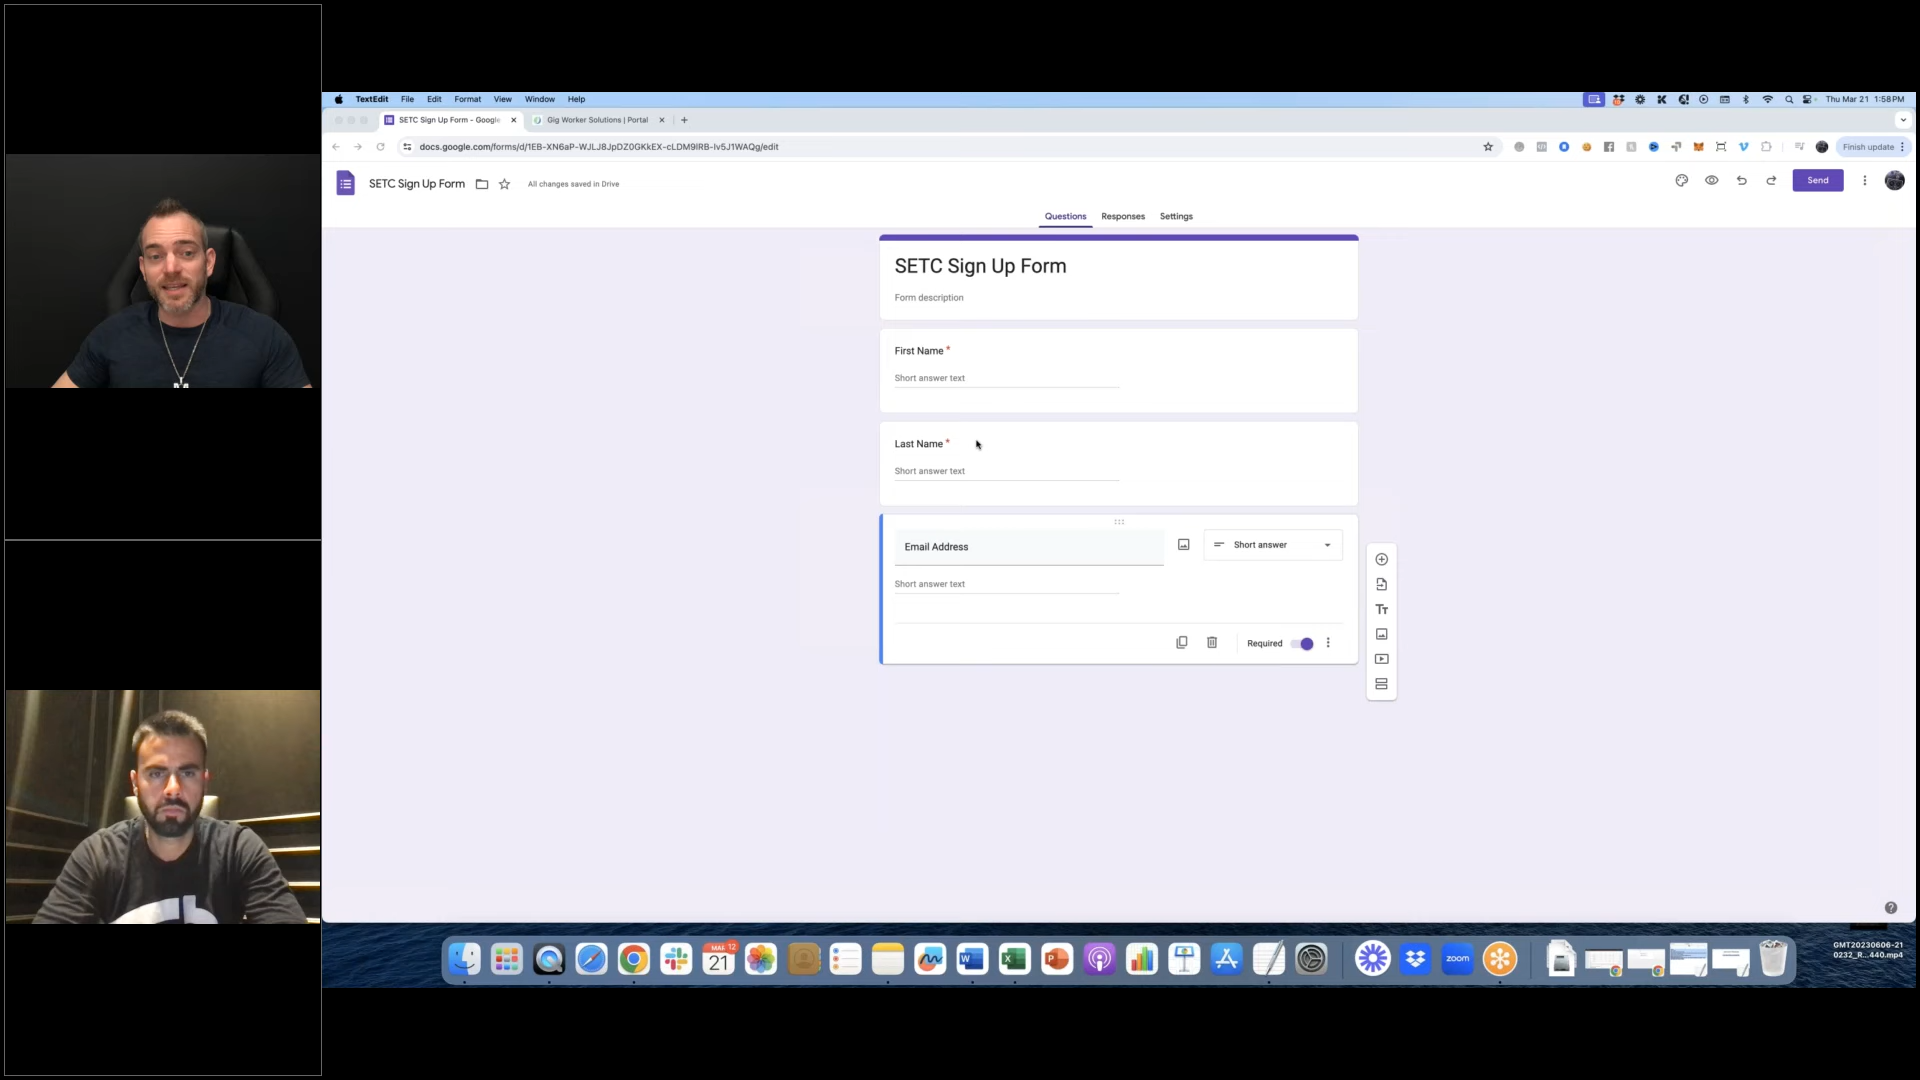 TextEdit File Edit Format View Window Help
Thu Mar 21 1:58 PM
SETC Sign Up Form - Google
Gig Worker Solutions | Portal
docs.google.com/forms/d/1EB-XN6aP-WJLJ8JpDZ0GKkEX-cLDM9lRB-lv5J1WAQg/edit
Finish update
SETC Sign Up Form
All changes saved in Drive
Send
Questions Responses Settings
SETC Sign Up Form
Form description
First Name *
Short answer text
Last Name *
Short answer text
Email Address
Short answer
Short answer text
Required
Tt
MAR 12
21
W
X
P
zoom
GMT20230606-21
0232_R...440.mp4